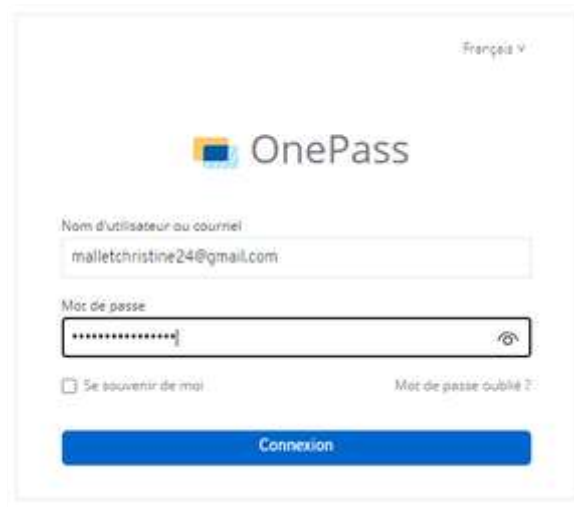 Français
OnePass
Nom d'utilisateur ou courriel
malletchristine24@gmail.com
Mot de passe
••••••••••••••••
Se souvenir de moi Mot de passe oublié ?
Connexion